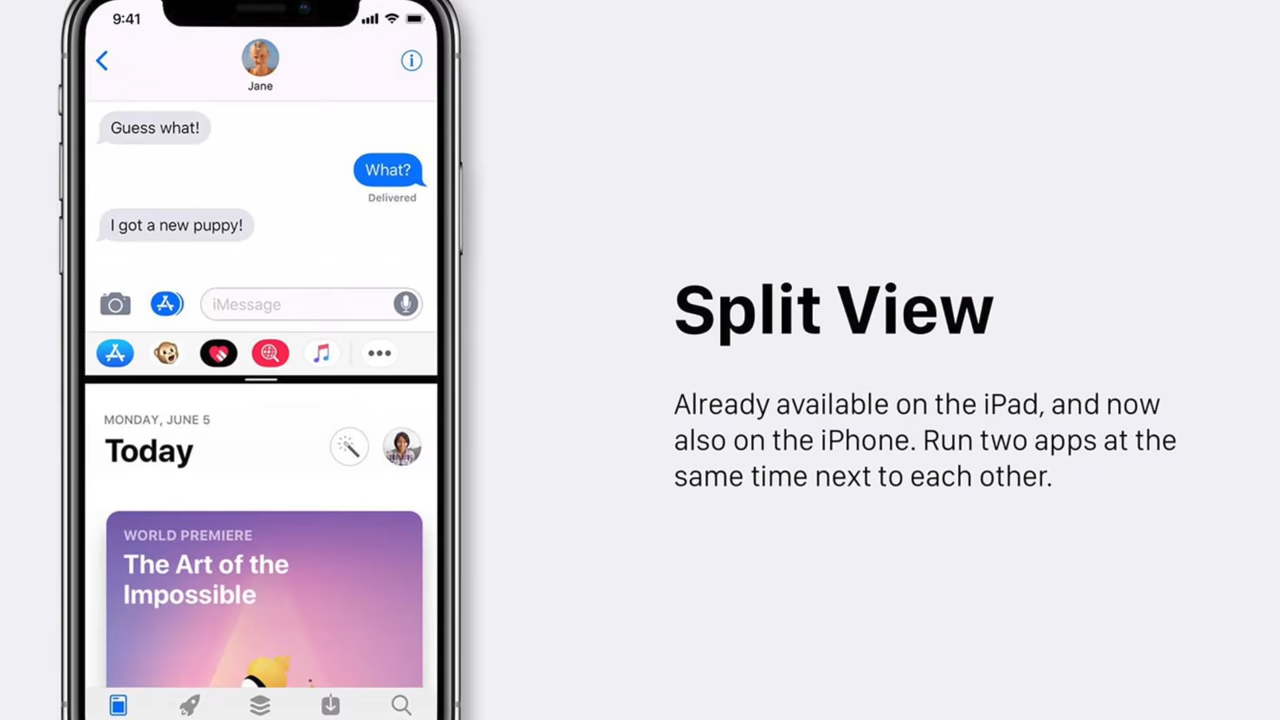 9:41
Jane
Guess what!
What?
Delivered
I got a new puppy!
iMessage
MONDAY, JUNE 5
Today
WORLD PREMIERE
The Art of the
Impossible
Split View
Already available on the iPad, and now
also on the iPhone. Run two apps at the
same time next to each other.